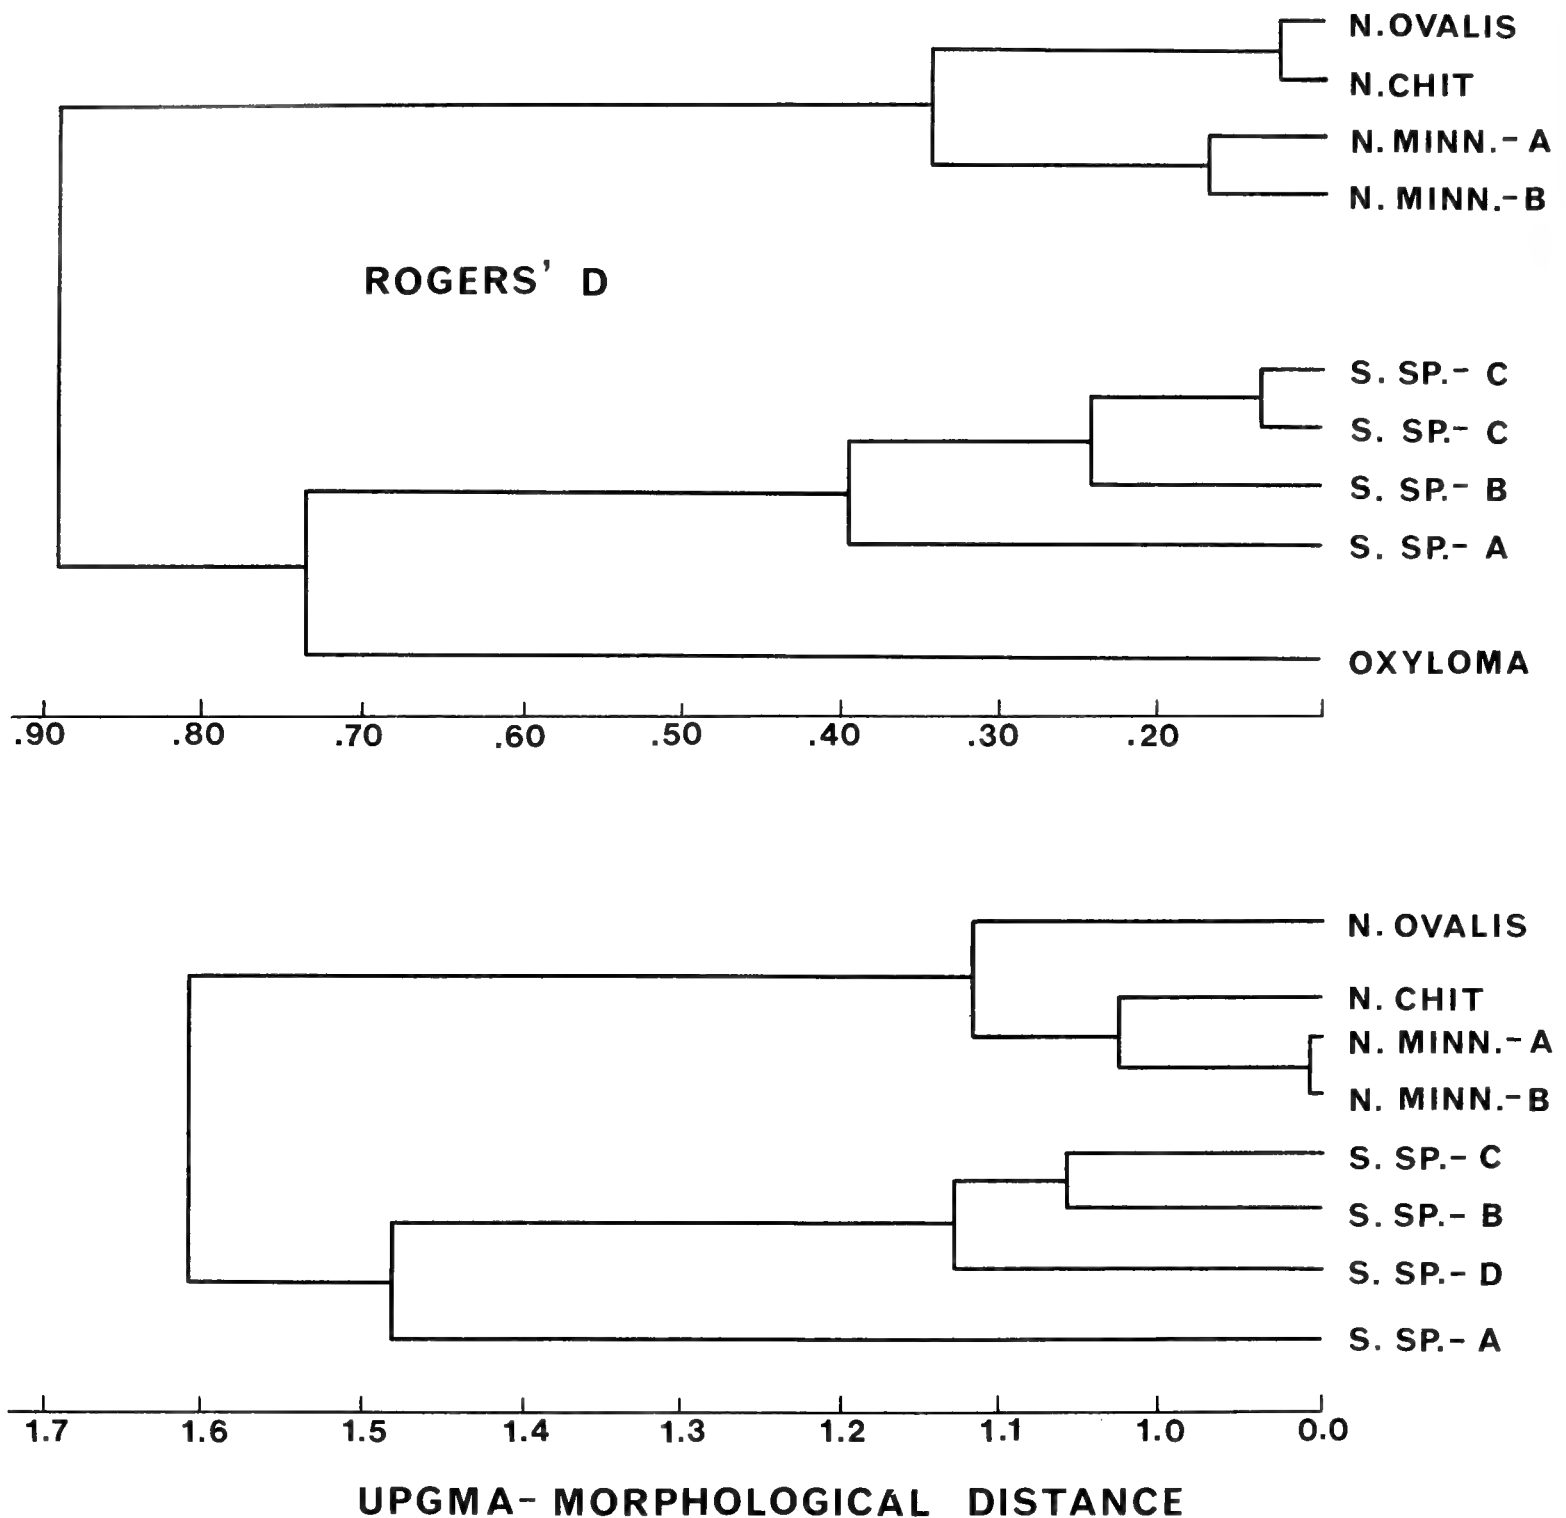 N.OVALIS
N.CHIT
N. MINN.- A
N. MINN.-B
ROGERS' D
S. SP.- C
S. SP.- C
S. SP.- B
S. SP.- A
OXYLOMA
.90 .80 .70 .60 .50 .40 .30 .20
N. OVALIS
N. CHIT
N. MINN.-A
N. MINN.-B
S. SP.- C
S. SP.- B
S. SP.- D
S. SP.- A
1.7 1.6 1.5 1.4 1.3 1.2 1.1 1.0 0.0
UPGMA- MORPHOLOGICAL DISTANCE